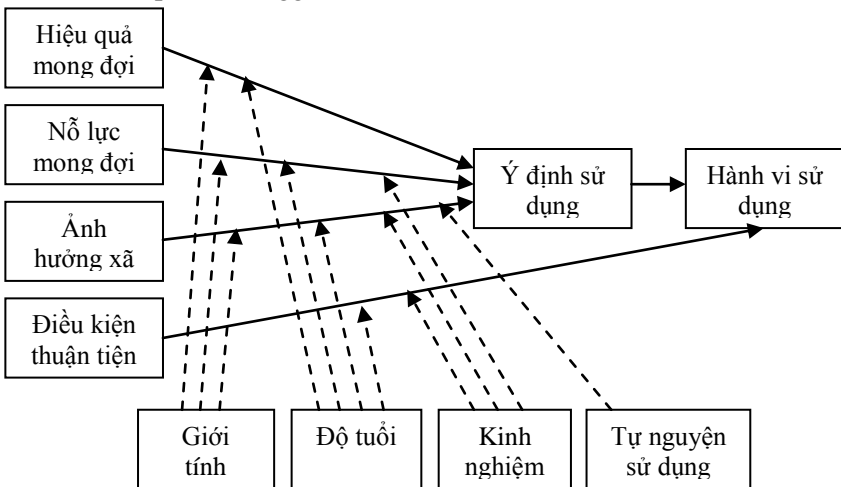 Hiệu quả
mong đợi
Nỗ lực
mong đợi
Ảnh
hưởng xã
Điều kiện
thuận tiện
Ý định sử
dụng
Hành vi sử
dụng
Giới
tính
Độ tuổi
Kinh
nghiệm
Tự nguyện
sử dụng